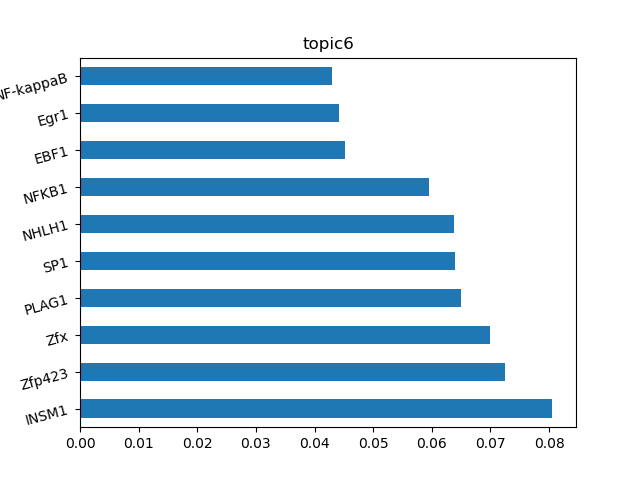 topic6
NF-kappaB
Egr1
EBF1
NFKB1
NHLH1
SP1
PLAG1
Zfx
Zfp423
INSM1
0.00 0.01 0.02 0.03 0.04 0.05 0.06 0.07 0.08